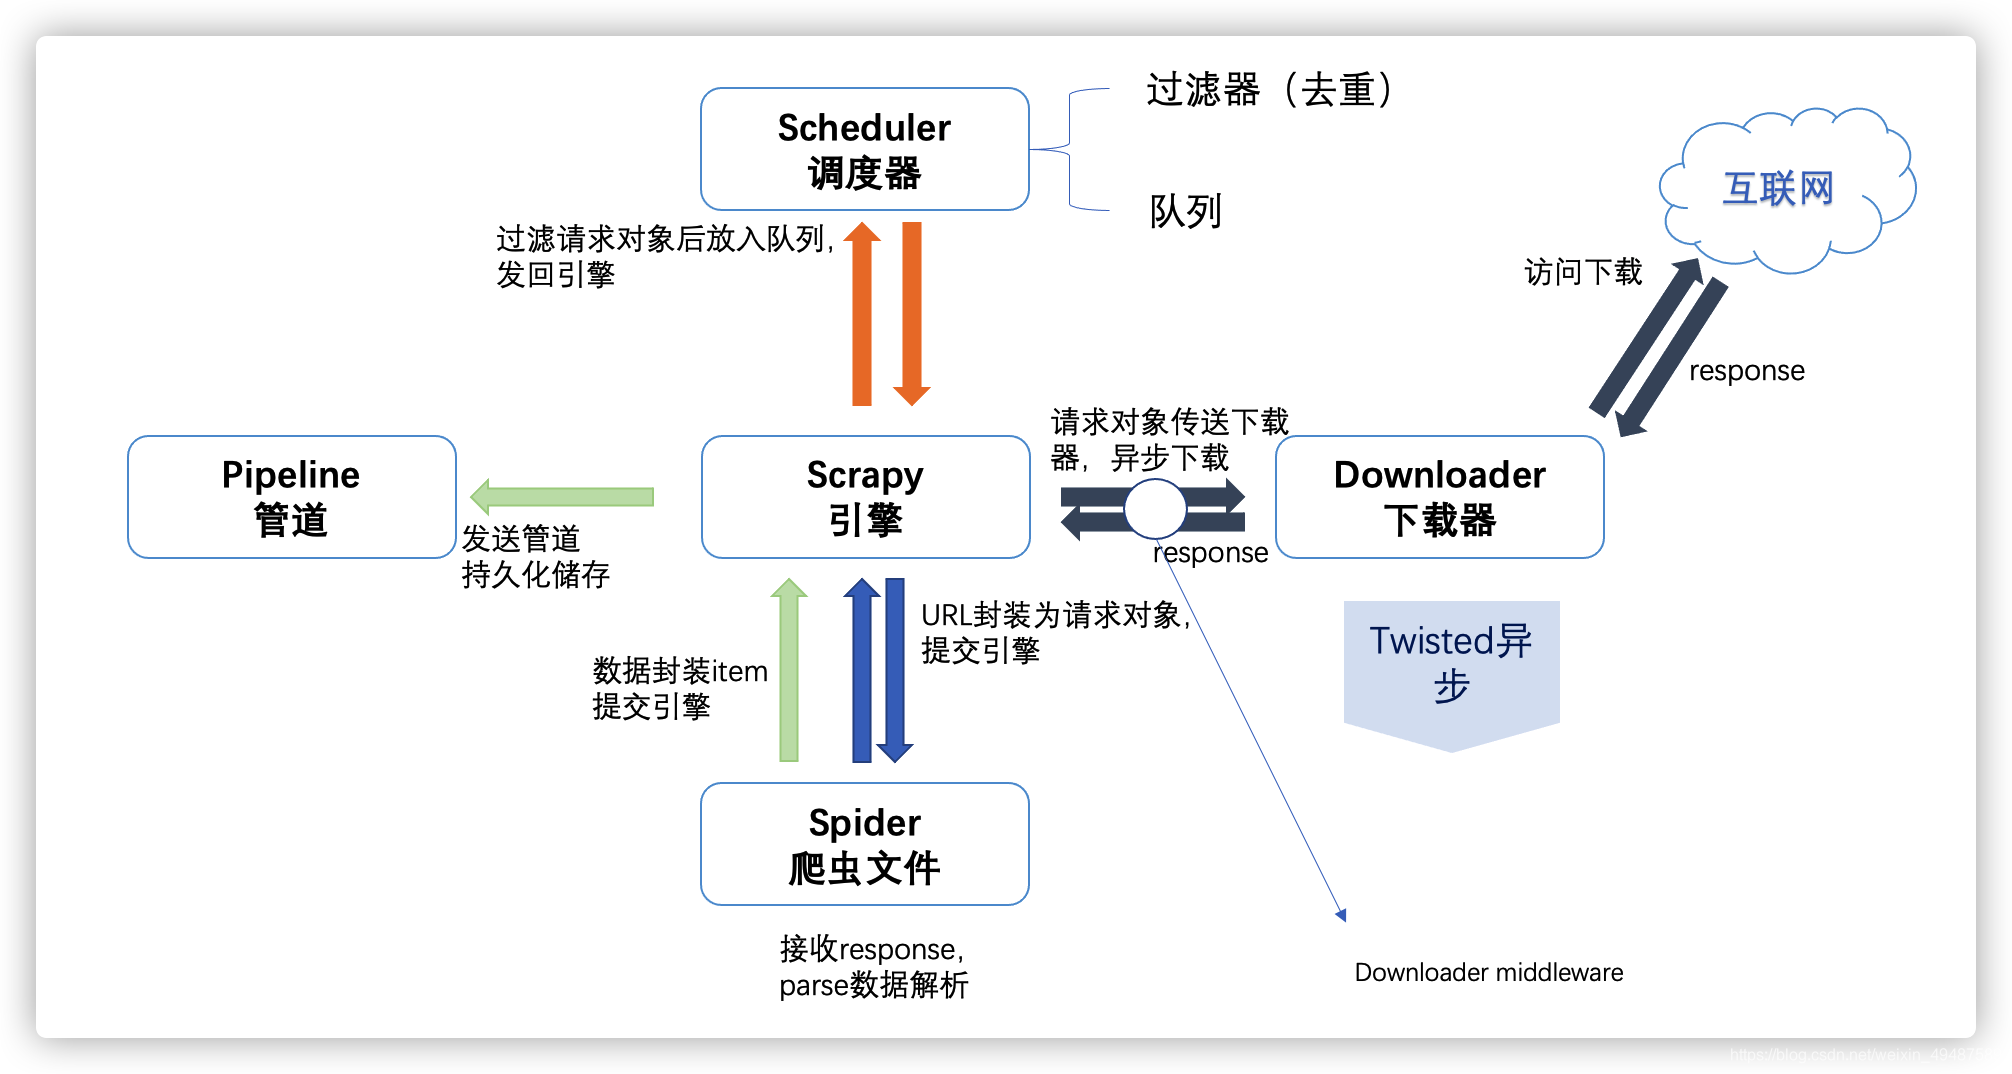 Scheduler
调度器
过滤器（去重）
队列
互联网
过滤请求对象后放入队列，
发回引擎
访问下载
response
请求对象传送下载
器，异步下载
Pipeline
管道
Scrapy
引擎
Downloader
下载器
发送管道
持久化储存
response
URL封装为请求对象，
提交引擎
Twisted异
步
数据封装item
提交引擎
Spider
爬虫文件
接收response，
parse数据解析
Downloader middleware